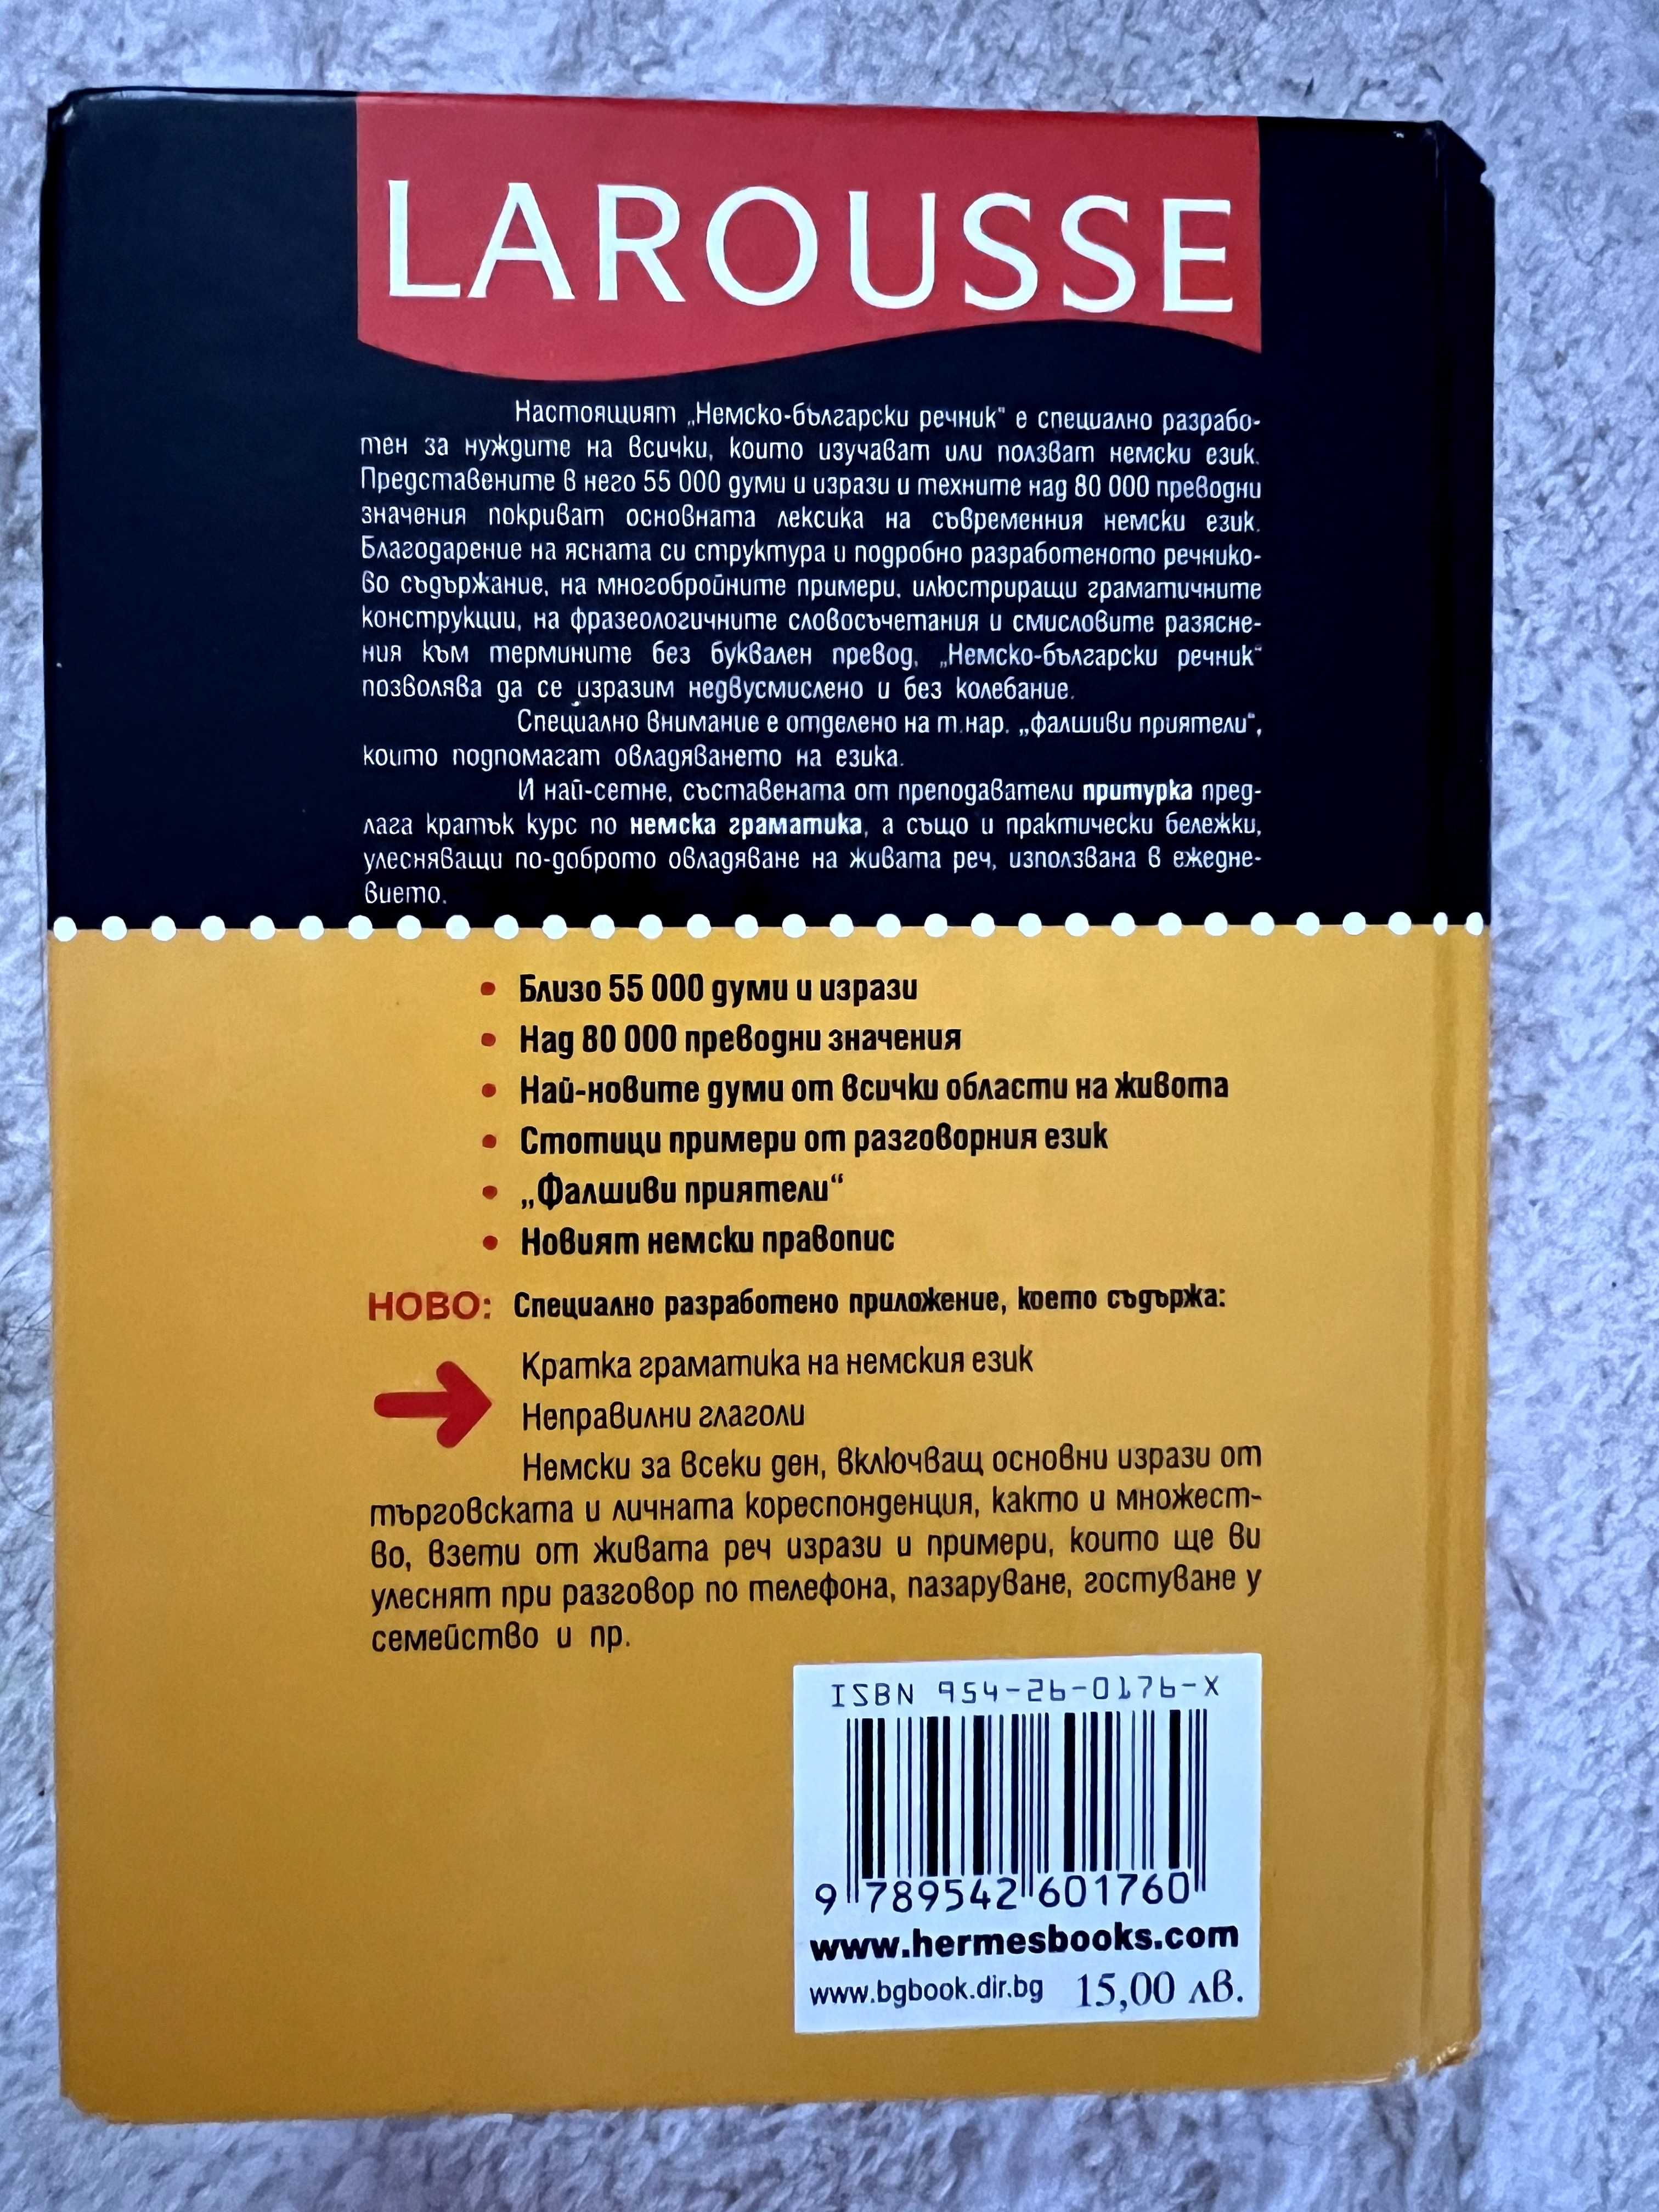 LAROUSSE
Настоящият „Немско-български речник“ е специално разрабо-
тен за нуждите на всички, които изучават или ползват немски език.
Представените в него 55 000 думи и изрази и техните над 80 000 преводни
значения покриват основната лексика на съвременния немски език.
Благодарение на ясната си структура и подробно разработеното речнико-
во съдържание, на многобройните примери, илюстриращи граматичните
конструкции, на фразеологичните словосъчетания и смисловите разясне-
ния към термините без буквален превод, „Немско-български речник“
позволява да се изразим недвусмислено и без колебание.
Специално внимание е отделено на т.нар. „фалшиви приятели“,
които подпомагат овладяването на езика.
И най-сетне, съставената от преподаватели притурка пред-
лага кратък курс по немска граматика, а също и практически бележки,
улесняващи по-доброто овладяване на живата реч, използвана в ежедне-
вието.
• Близо 55 000 думи и изрази
• Над 80 000 преводни значения
• Най-новите думи от всички области на живота
• Стотици примери от разговорния език
• „Фалшиви приятели“
• Новият немски правопис
НОВО: Специално разработено приложение, което съдържа:
Кратка граматика на немския език
Неправилни глаголи
Немски за всеки ден, включващ основни изрази от
търговската и личната кореспонденция, както и множест-
во, взети от живата реч изрази и примери, които ще ви
улеснят при разговор по телефона, пазаруване, гостуване у
семейство и пр.
ISBN 954-26-0176-X
9 789542 601760
www.hermesbooks.com
www.bgbook.dir.bg 15,00 лв.